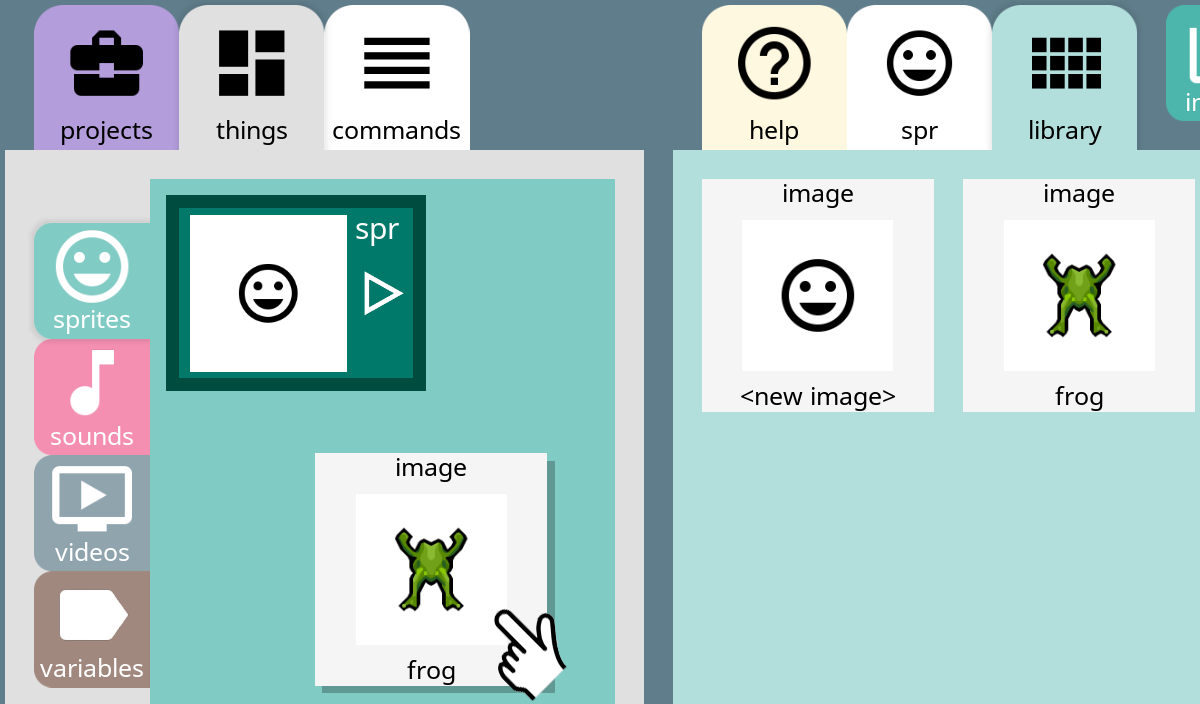 projects
things
commands
help
spr
library
in
sprites
sounds
videos
variables
spr
image
frog
image
<new image>
image
frog